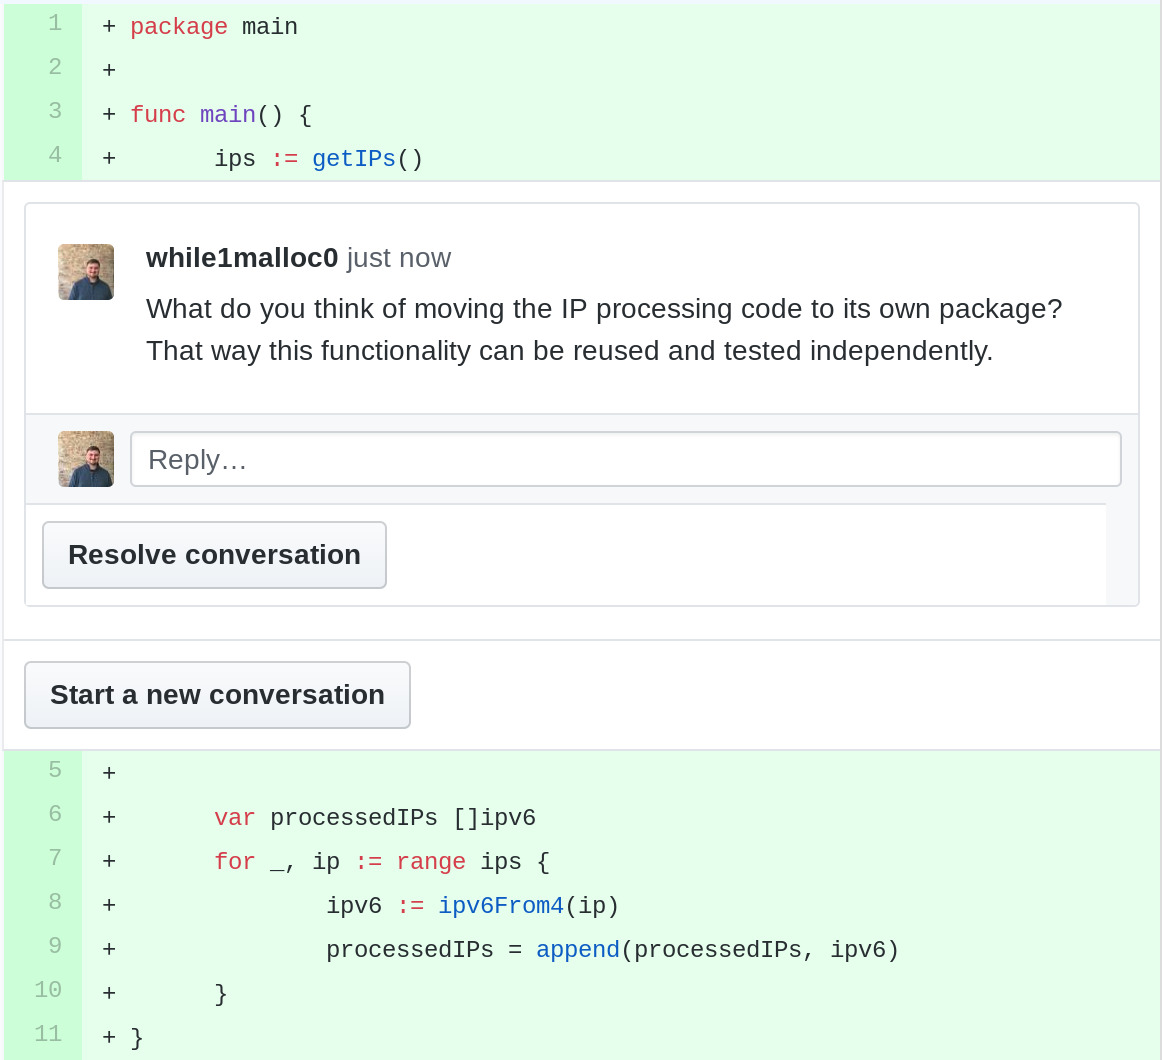 1 + package main
2 +
3 + func main() {
4 +       ips := getIPs()
while1malloc0 just now
What do you think of moving the IP processing code to its own package?
That way this functionality can be reused and tested independently.
Reply…
Resolve conversation
Start a new conversation
5 +
6 +       var processedIPs []ipv6
7 +       for _, ip := range ips {
8 +               ipv6 := ipv6From4(ip)
9 +               processedIPs = append(processedIPs, ipv6)
10 +       }
11 + }